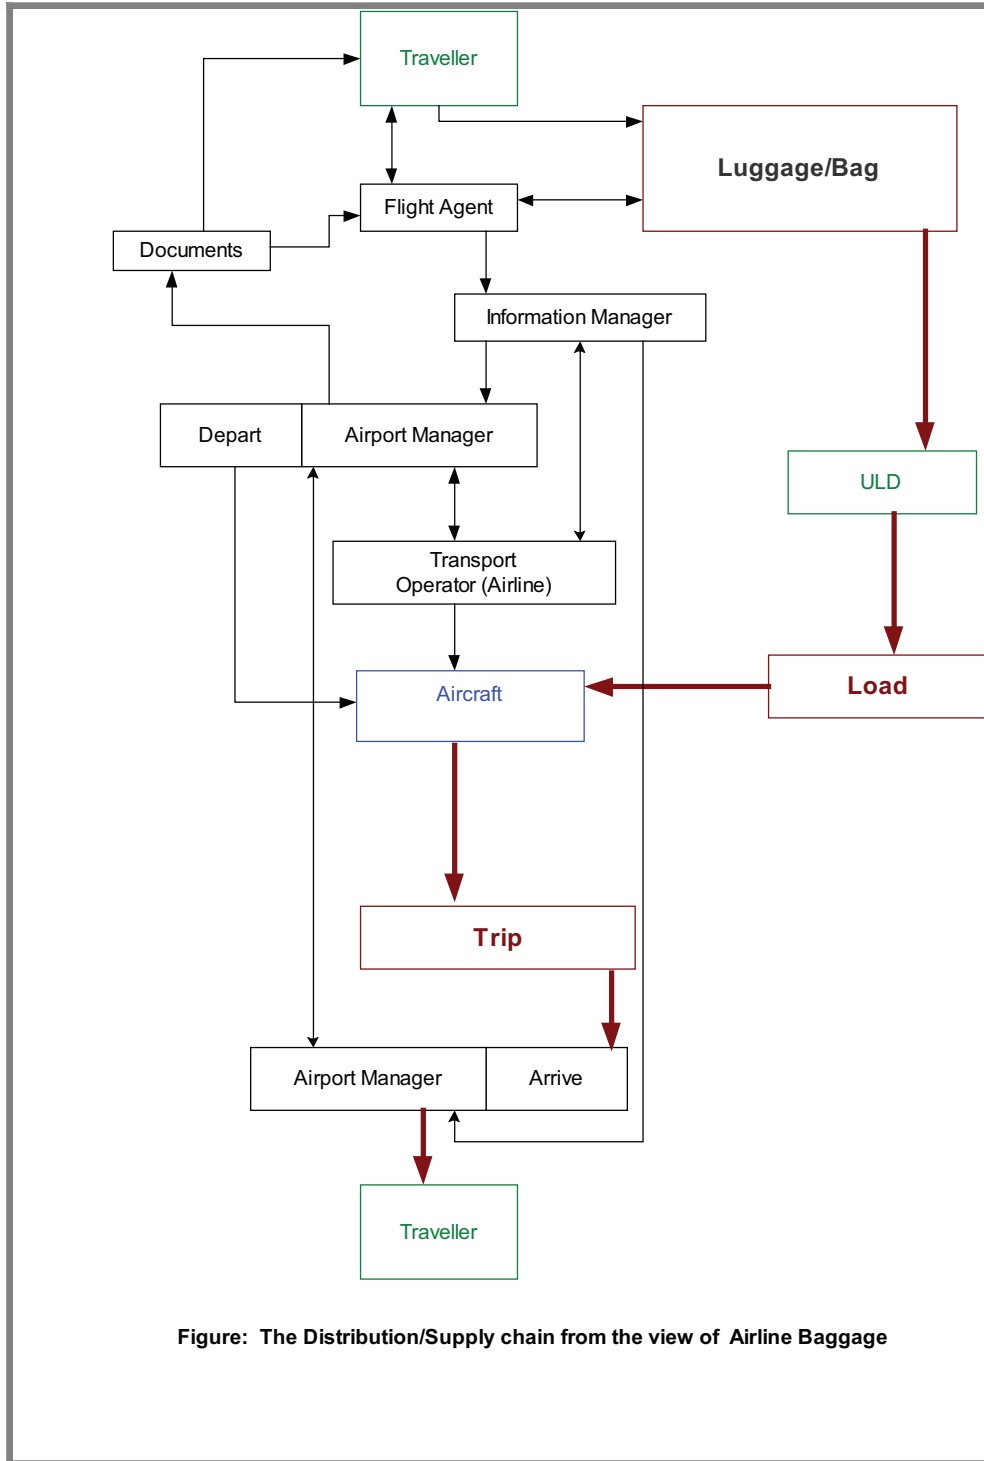 Traveller
Luggage/Bag
Flight Agent
Documents
Information Manager
Depart
Airport Manager
ULD
Transport
Operator (Airline)
Load
Aircraft
Trip
Airport Manager
Arrive
Traveller
Figure:  The Distribution/Supply chain from the view of  Airline Baggage